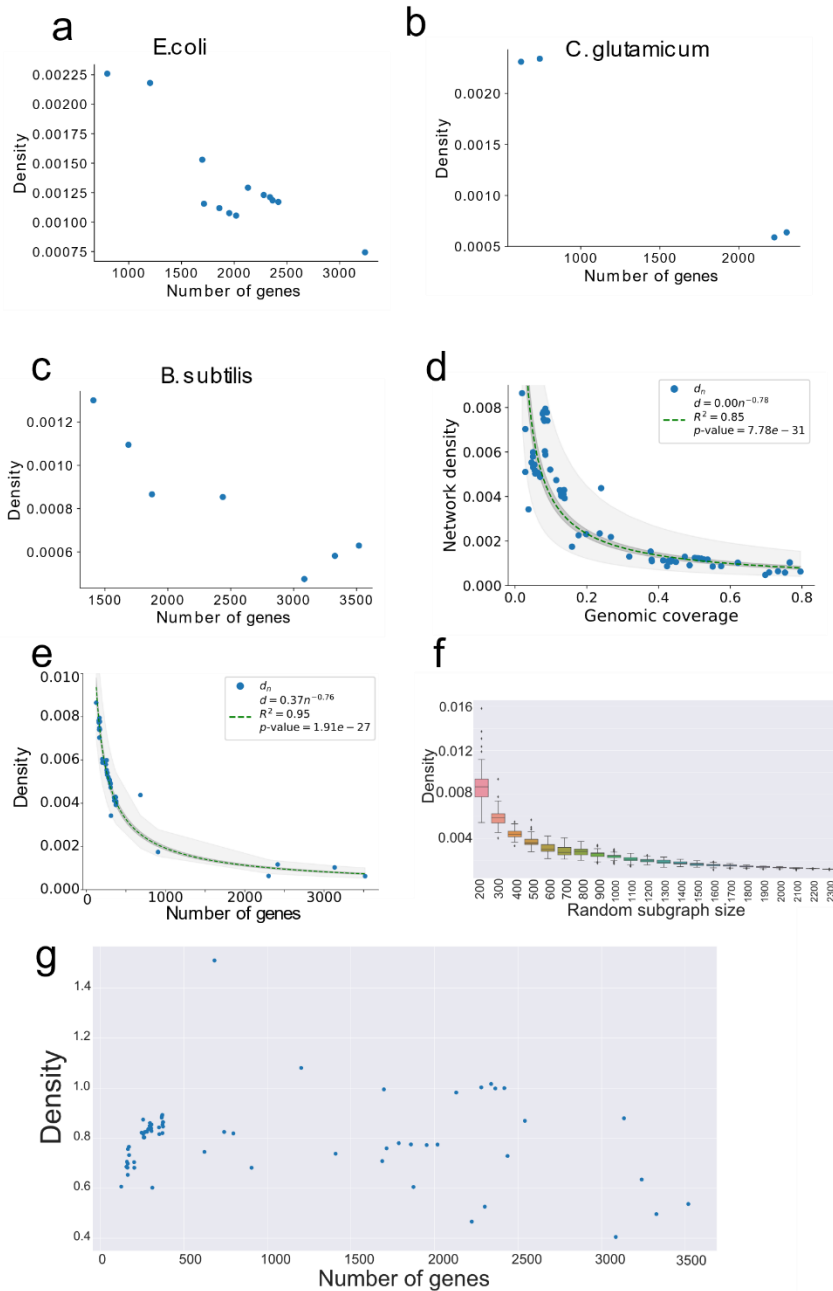 a
E.coli
0.00225
0.00200
0.00175
0.00150
0.00125
0.00100
0.00075
Density
1000 1500 2000 2500 3000
Number of genes
b
C. glutamicum
0.0020
0.0015
0.0010
0.0005
Density
1000 2000
Number of genes
c
B. subtilis
0.0012
0.0010
0.0008
0.0006
Density
1500 2000 2500 3000 3500
Number of genes
d
0.008
0.006
0.004
0.002
0.000
Network density
d_n
d = 0.00n^{-0.78}
R^2 = 0.85
p-value = 7.78e − 31
0.0 0.2 0.4 0.6 0.8
Genomic coverage
e
0.010
0.008
0.006
0.004
0.002
0.000
Density
d_n
d = 0.37n^{-0.76}
R^2 = 0.95
p-value = 1.91e − 27
0 1000 2000 3000
Number of genes
f
0.016
0.012
0.008
0.004
Density
200 300 400 500 600 700 800 900 1000 1100 1200 1300 1400 1500 1600 1700 1800 1900 2000 2100 2200 2300
Random subgraph size
g
1.4
1.2
1.0
0.8
0.6
0.4
Density
0 500 1000 1500 2000 2500 3000 3500
Number of genes